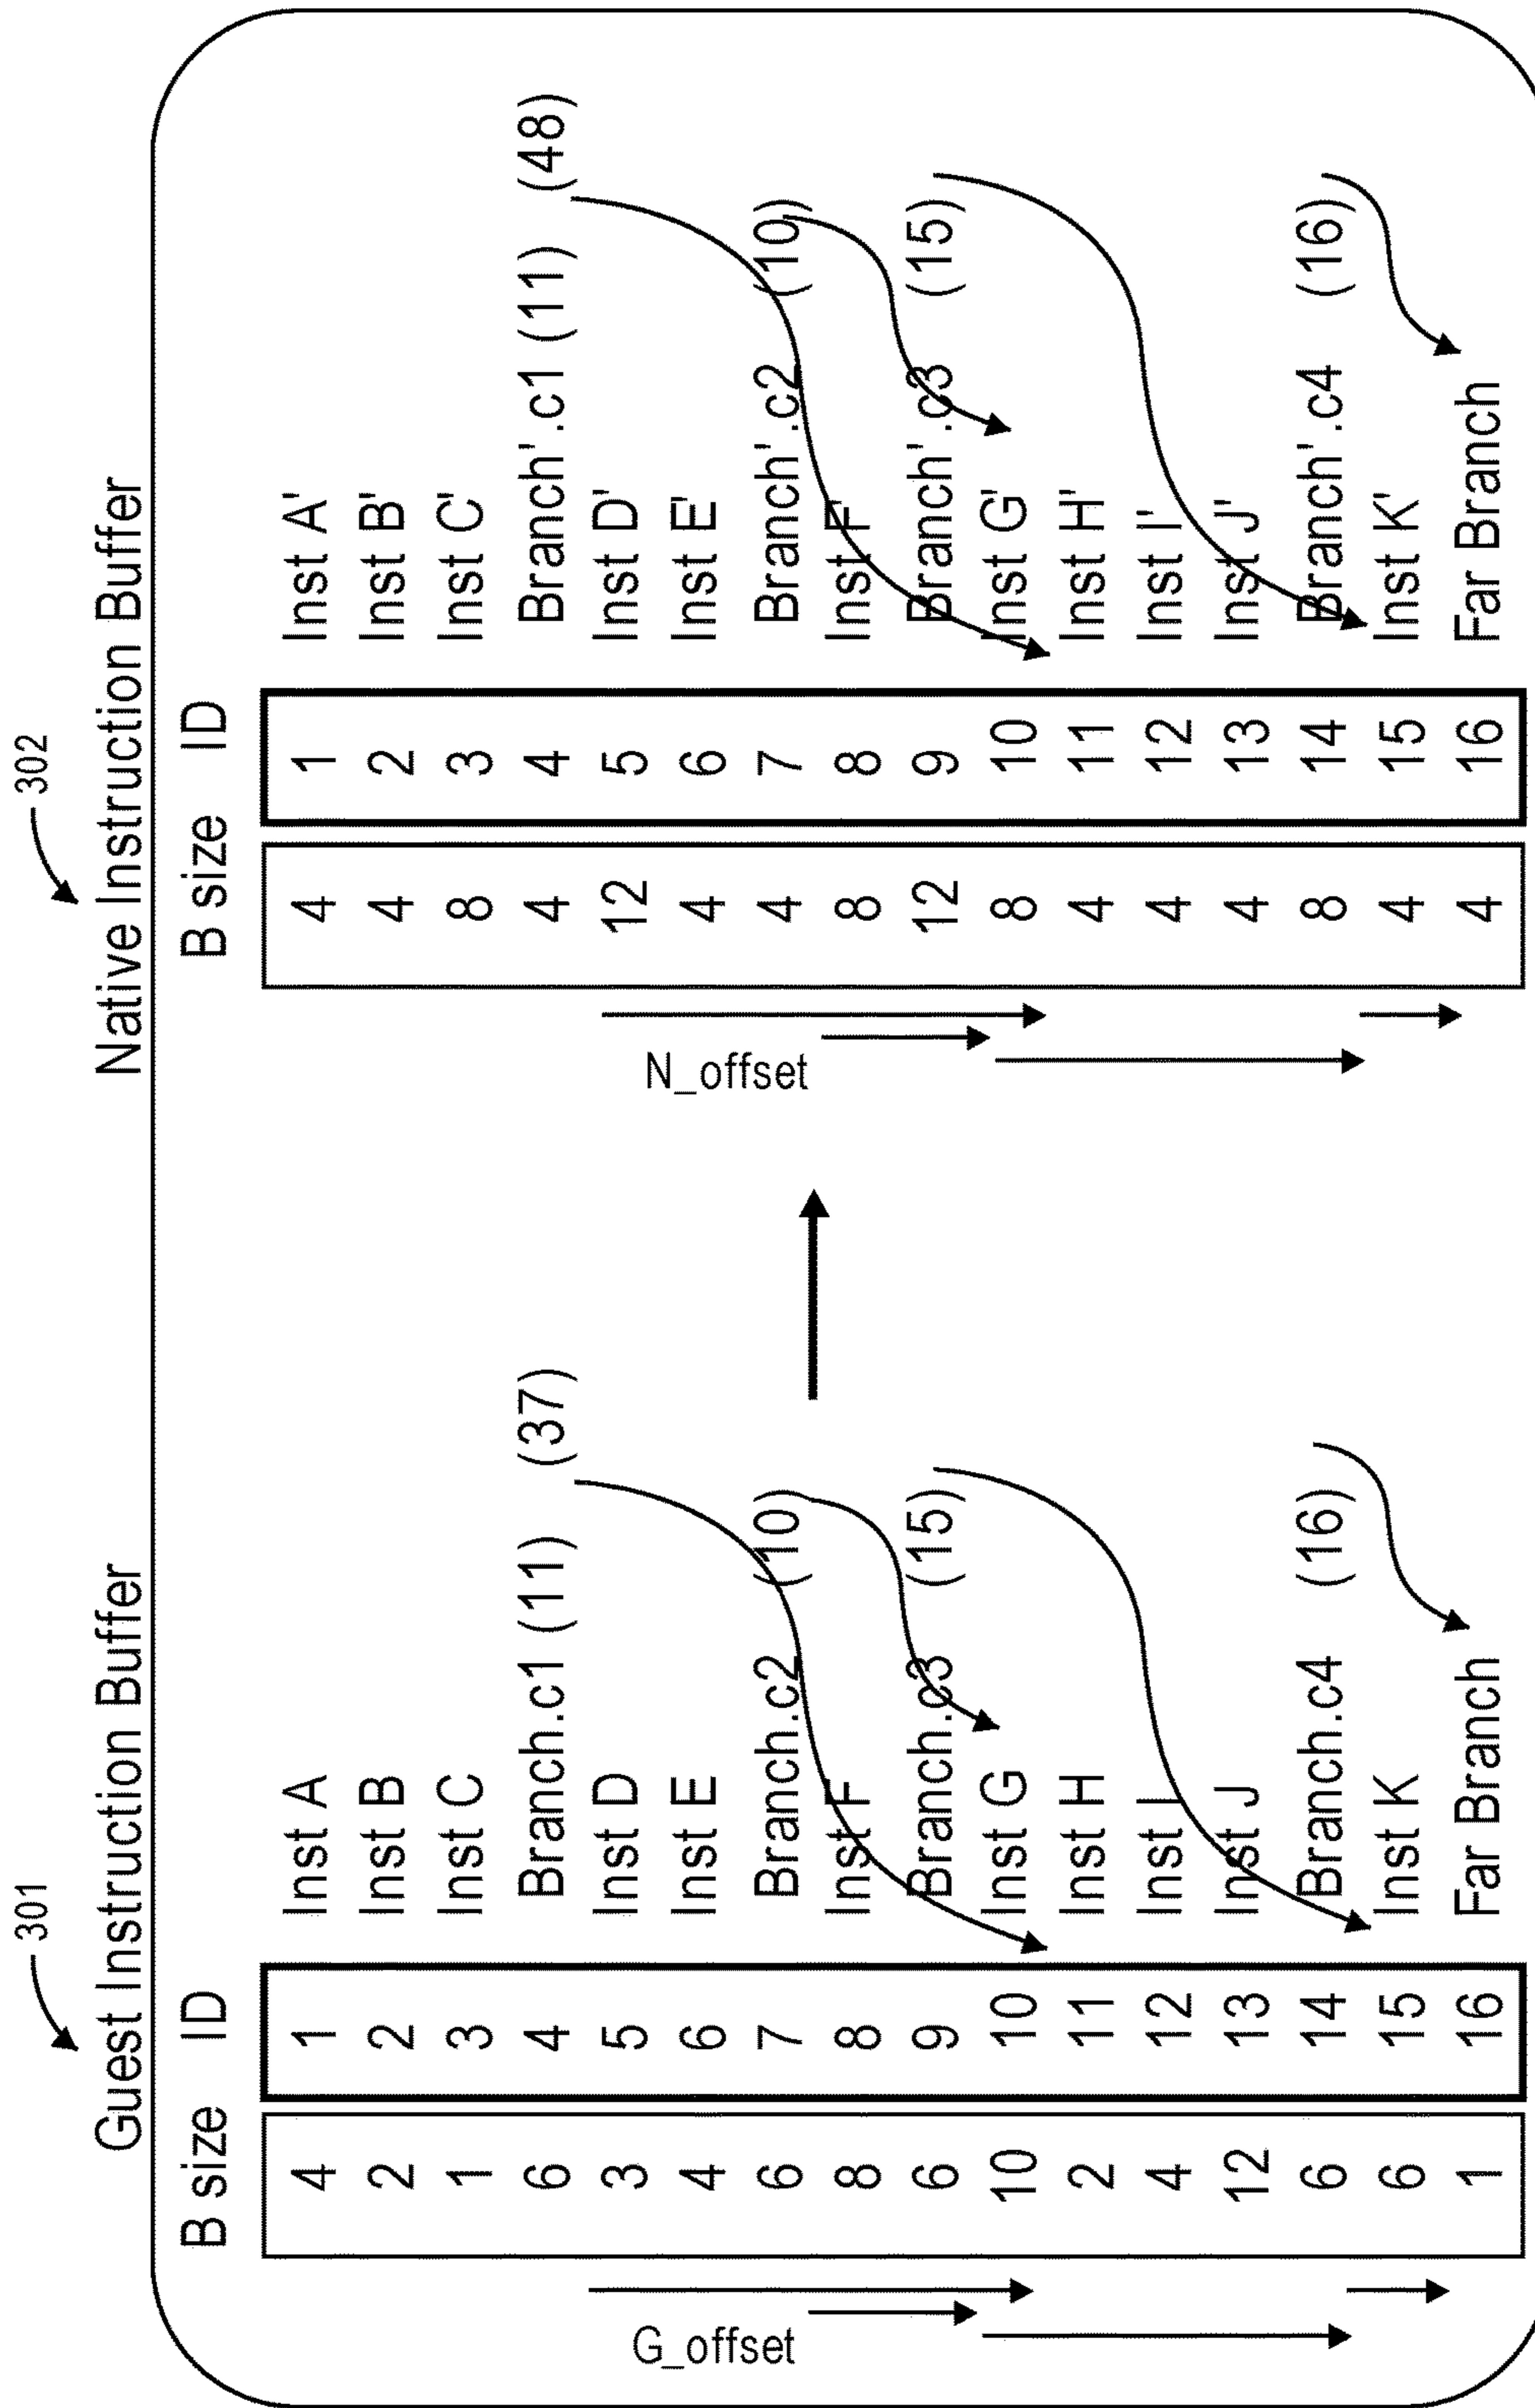 301
Guest Instruction Buffer
B size ID
4 1 Inst A
2 2 Inst B
1 3 Inst C
6 4 Branch.c1 (11) (37)
3 5 Inst D
4 6 Inst E
6 7 Branch.c2 (10)
8 8 Inst F
6 9 Branch.c3 (15)
10 10 Inst G
2 11 Inst H
4 12 Inst I
12 13 Inst J
6 14 Branch.c4 (16)
6 15 Inst K
1 16 Far Branch
G_offset
302
Native Instruction Buffer
B size ID
4 1 Inst A'
4 2 Inst B'
8 3 Inst C'
4 4 Branch'.c1 (11) (48)
12 5 Inst D'
4 6 Inst E'
4 7 Branch'.c2 (10)
8 8 Inst F'
12 9 Branch'.c3 (15)
8 10 Inst G'
4 11 Inst H'
4 12 Inst I'
4 13 Inst J'
8 14 Branch'.c4 (16)
4 15 Inst K'
4 16 Far Branch
N_offset